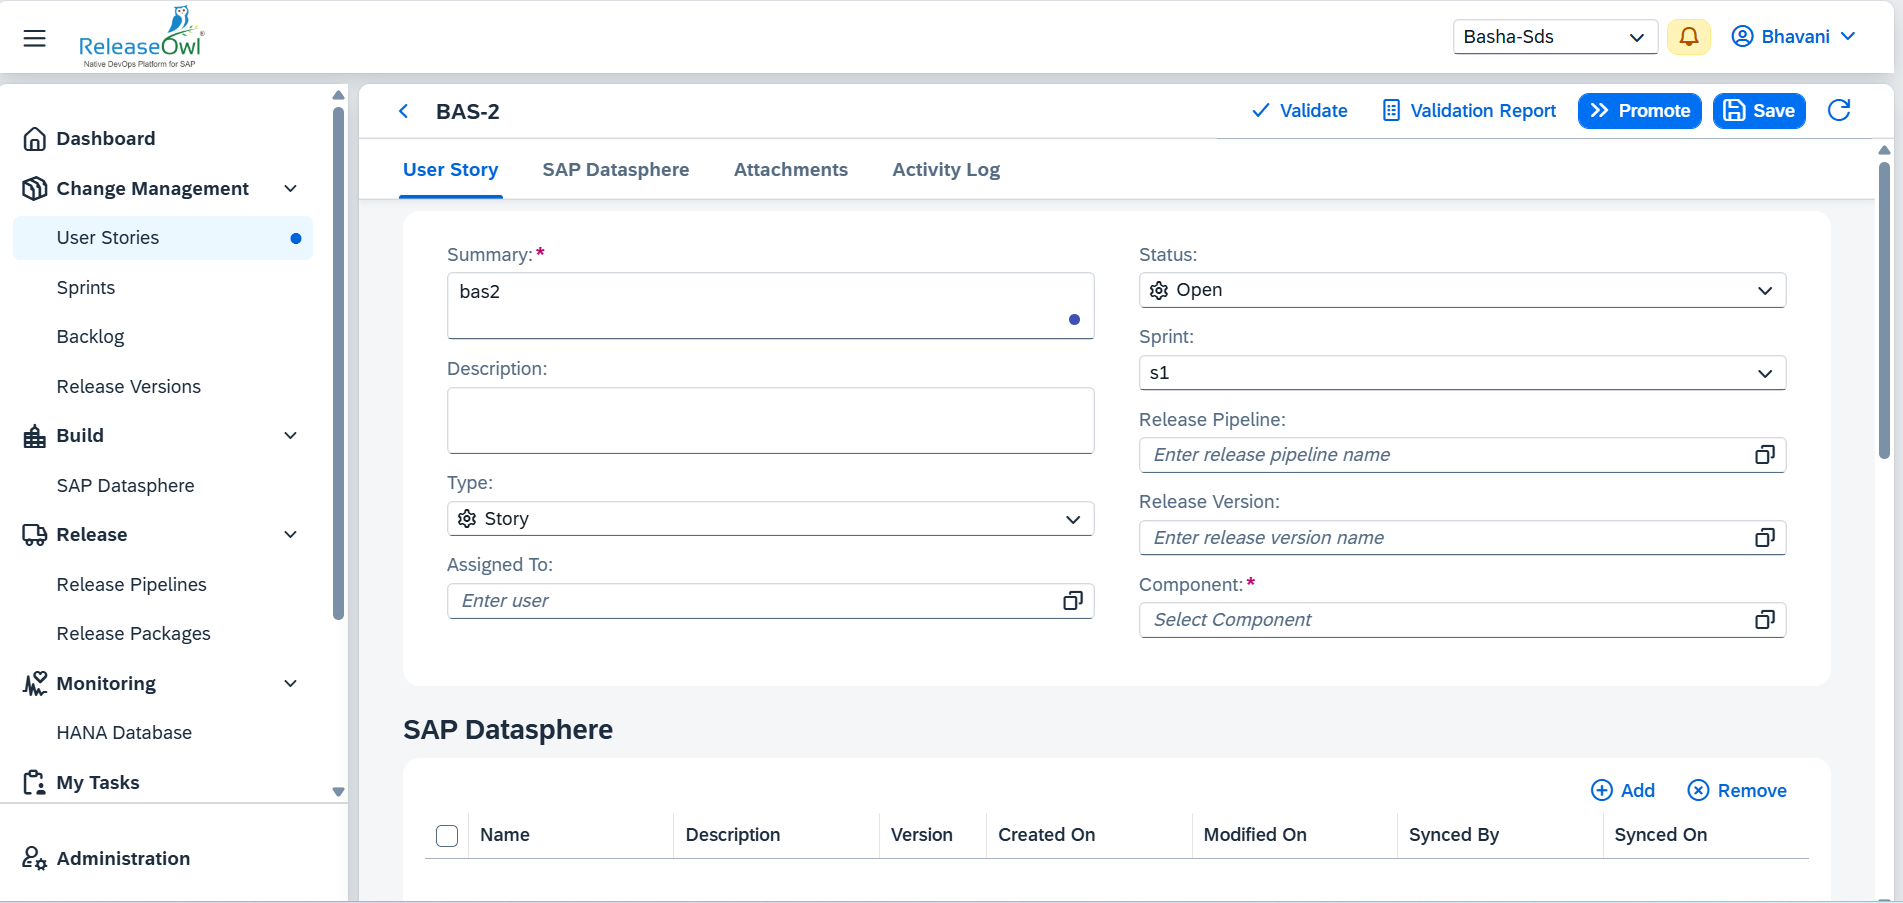 ReleaseOwl®
Native DevOps Platform for SAP
Basha-Sds
Bhavani
Dashboard
Change Management
User Stories
Sprints
Backlog
Release Versions
Build
SAP Datasphere
Release
Release Pipelines
Release Packages
Monitoring
HANA Database
My Tasks
Administration
BAS-2
Validate
Validation Report
Promote
Save
User Story
SAP Datasphere
Attachments
Activity Log
Summary:*
bas2
Description:
Type:
Story
Assigned To:
Enter user
Status:
Open
Sprint:
s1
Release Pipeline:
Enter release pipeline name
Release Version:
Enter release version name
Component:*
Select Component
SAP Datasphere
Add
Remove
Name
Description
Version
Created On
Modified On
Synced By
Synced On